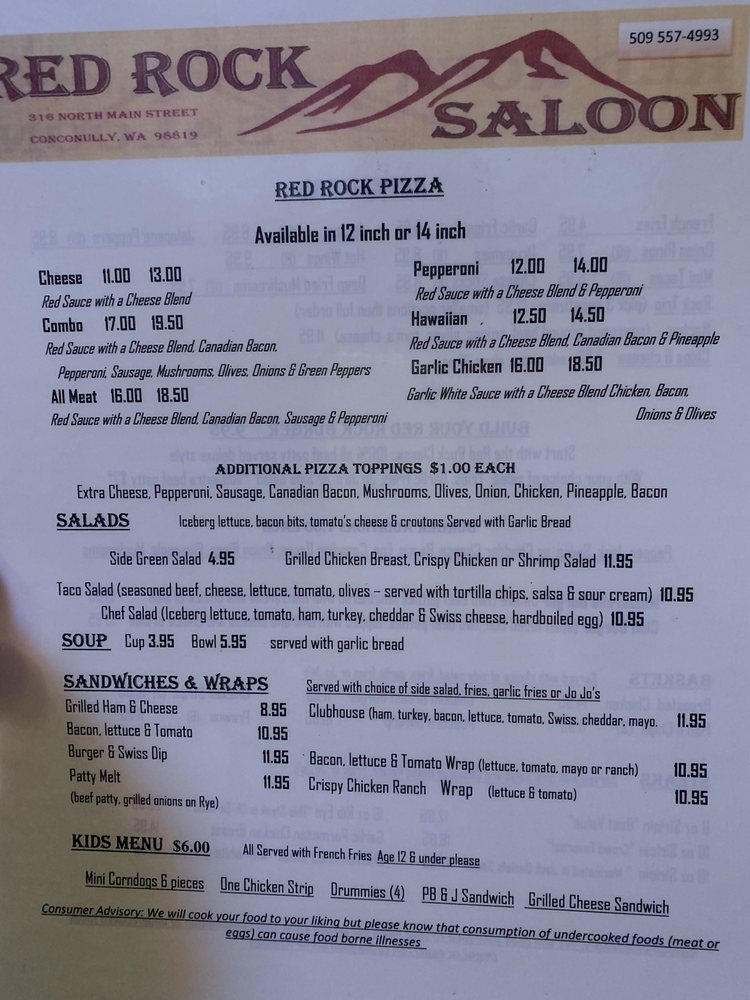 509 557-4993
RED ROCK
SALOON
316 NORTH MAIN STREET
CONCONULLY, WA 98819
RED ROCK PIZZA
Available in 12 inch or 14 inch
Cheese 11.00 13.00
Red Sauce with a Cheese Blend
Combo 17.00 19.50
Red Sauce with a Cheese Blend, Canadian Bacon,
Pepperoni, Sausage, Mushrooms, Olives, Onions & Green Peppers
All Meat 16.00 18.50
Red Sauce with a Cheese Blend, Canadian Bacon, Sausage & Pepperoni
Pepperoni 12.00 14.00
Red Sauce with a Cheese Blend & Pepperoni
Hawaiian 12.50 14.50
Red Sauce with a Cheese Blend, Canadian Bacon & Pineapple
Garlic Chicken 16.00 18.50
Garlic White Sauce with a Cheese Blend Chicken, Bacon,
Onions & Olives
ADDITIONAL PIZZA TOPPINGS $1.00 EACH
Extra Cheese, Pepperoni, Sausage, Canadian Bacon, Mushrooms, Olives, Onion, Chicken, Pineapple, Bacon
SALADS Iceberg lettuce, bacon bits, tomato's cheese & croutons Served with Garlic Bread
Side Green Salad 4.95 Grilled Chicken Breast, Crispy Chicken or Shrimp Salad 11.95
Taco Salad (seasoned beef, cheese, lettuce, tomato, olives – served with tortilla chips, salsa & sour cream) 10.95
Chef Salad (Iceberg lettuce, tomato, ham, turkey, cheddar & Swiss cheese, hardboiled egg) 10.95
SOUP Cup 3.95 Bowl 5.95 served with garlic bread
SANDWICHES & WRAPS Served with choice of side salad, fries, garlic fries or Jo Jo's
Grilled Ham & Cheese 8.95
Bacon, lettuce & Tomato 10.95
Burger & Swiss Dip 11.95
Patty Melt 11.95
(beef patty, grilled onions on Rye)
Clubhouse (ham, turkey, bacon, lettuce, tomato, Swiss, cheddar, mayo. 11.95
Bacon, lettuce & Tomato Wrap (lettuce, tomato, mayo or ranch) 10.95
Crispy Chicken Ranch Wrap (lettuce & tomato) 10.95
KIDS MENU $6.00 All Served with French Fries Age 12 & under please
Mini Corndogs 6 pieces One Chicken Strip Drummies (4) PB & J Sandwich Grilled Cheese Sandwich
Consumer Advisory: We will cook your food to your liking but please know that consumption of undercooked foods (meat or
eggs) can cause food borne illnesses